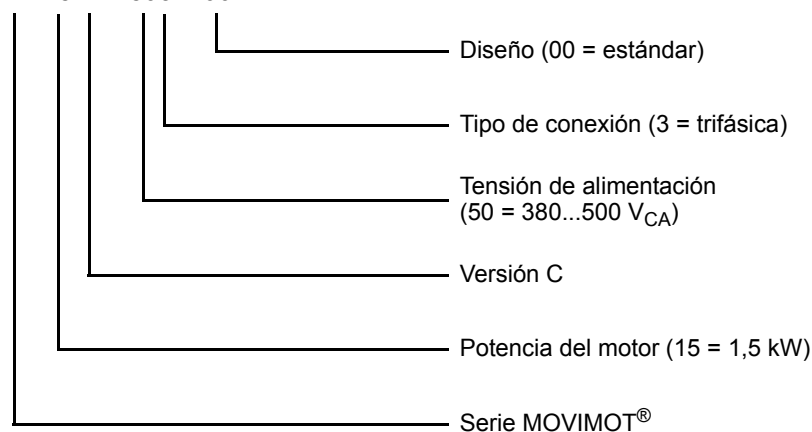 Diseño (00 = estándar)
Tipo de conexión (3 = trifásica)
Tensión de alimentación
(50 = 380...500 V_CA)
Versión C
Potencia del motor (15 = 1,5 kW)
Serie MOVIMOT®